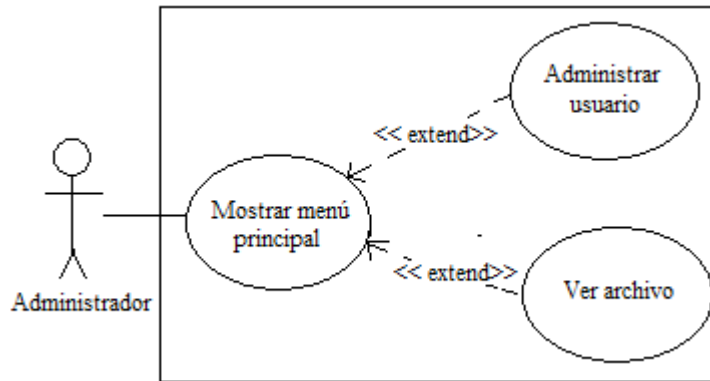 Administrar
usuario
<< extend>>
Mostrar menú
principal
<< extend>>
Ver archivo
Administrador